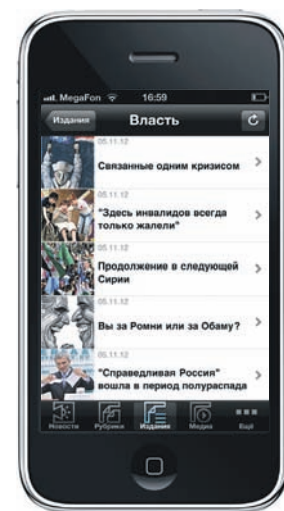 MegaFon 16:59
Издания Власть
05.11.12
Связанные одним кризисом
05.11.12
"Здесь инвалидов всегда
только жалели"
05.11.12
Продолжение в следующей
Сирии
05.11.12
Вы за Ромни или за Обаму?
05.11.12
"Справедливая Россия"
вошла в период полураспада
Новости Рубрики Издания Медиа Ещё